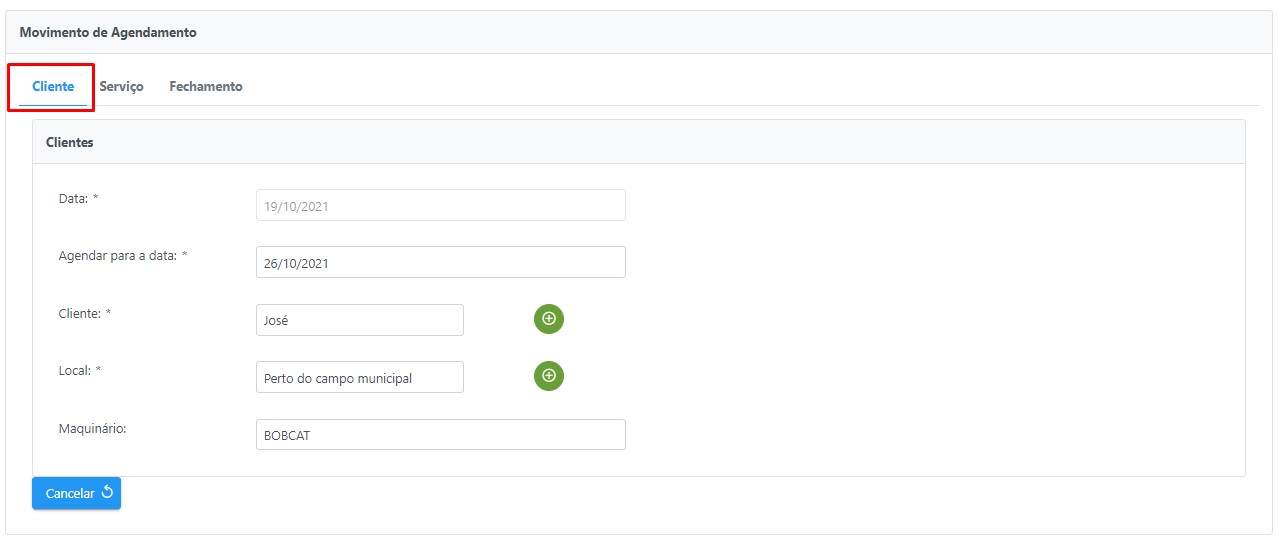 Movimento de Agendamento
Cliente Serviço Fechamento
Clientes
Data: * 19/10/2021
Agendar para a data: * 26/10/2021
Cliente: * José
Local: * Perto do campo municipal
Maquinário: BOBCAT
Cancelar